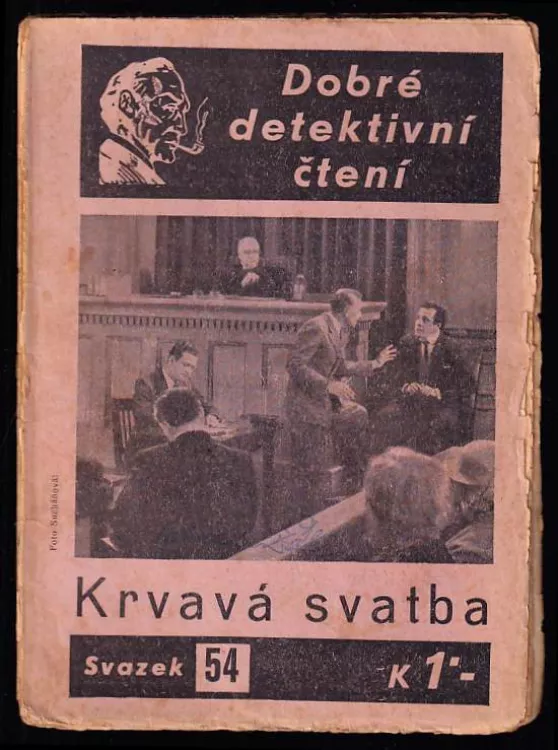 Dobré
detektivní
čtení
Krvavá svatba
Svazek 54
K 1·-